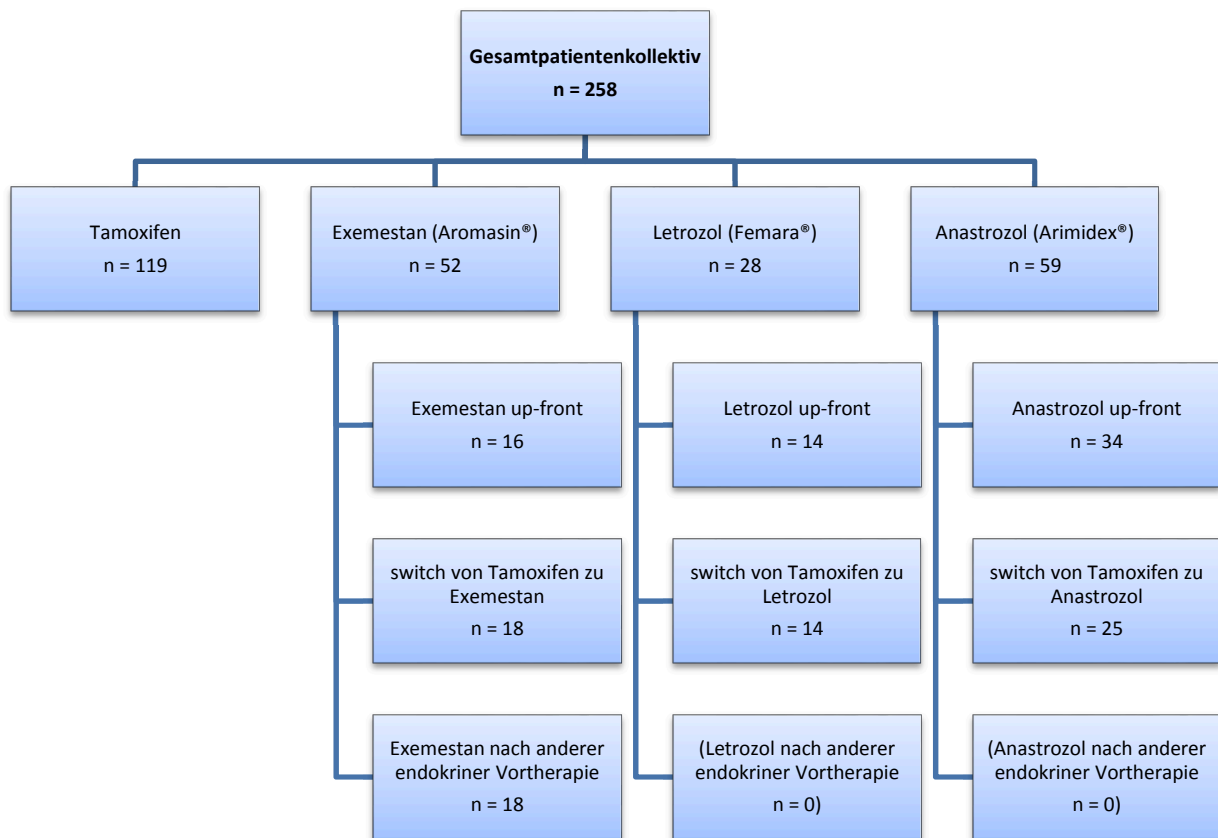 Gesamtpatientenkollektiv
n = 258
Tamoxifen
n = 119
Exemestan (Aromasin®)
n = 52
Letrozol (Femara®)
n = 28
Anastrozol (Arimidex®)
n = 59
Exemestan up-front
n = 16
Letrozol up-front
n = 14
Anastrozol up-front
n = 34
switch von Tamoxifen zu
Exemestan
n = 18
switch von Tamoxifen zu
Letrozol
n = 14
switch von Tamoxifen zu
Anastrozol
n = 25
Exemestan nach anderer
endokriner Vortherapie
n = 18
(Letrozol nach anderer
endokriner Vortherapie
n = 0)
(Anastrozol nach anderer
endokriner Vortherapie
n = 0)